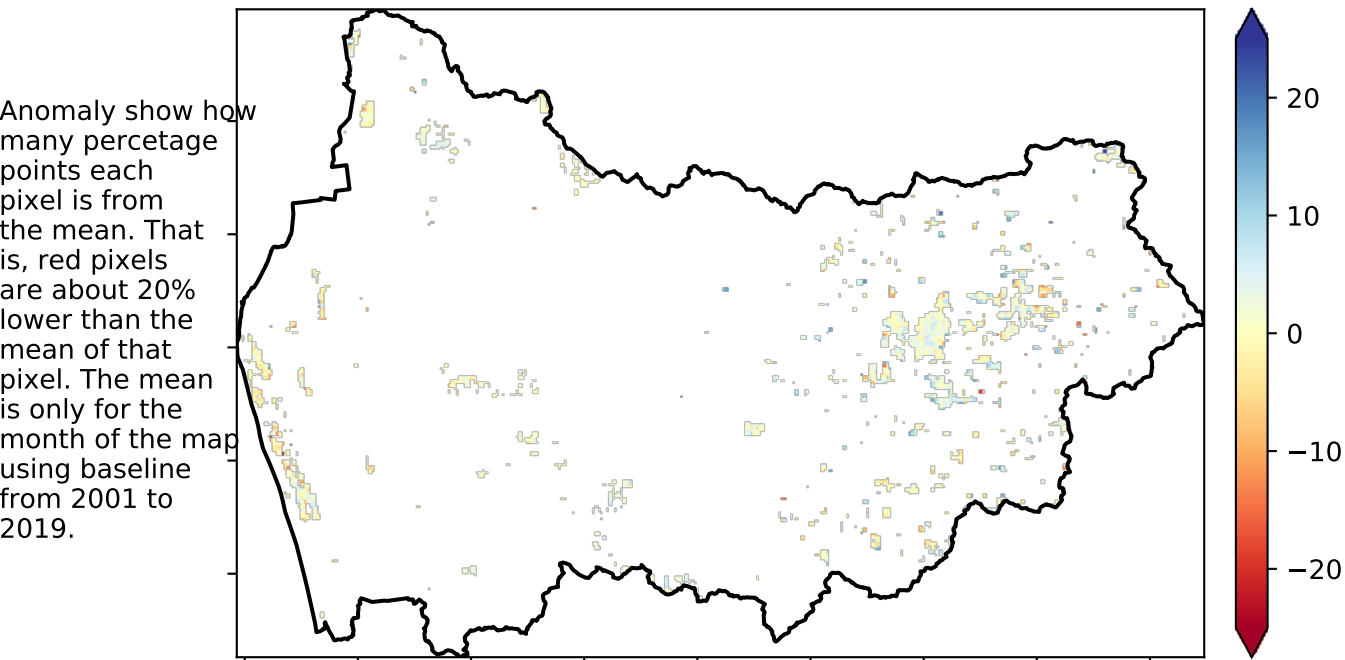 Anomaly show how
many percetage
points each
pixel is from
the mean. That
is, red pixels
are about 20%
lower than the
mean of that
pixel. The mean
is only for the
month of the map
using baseline
from 2001 to
2019.
20
10
0
−10
−20